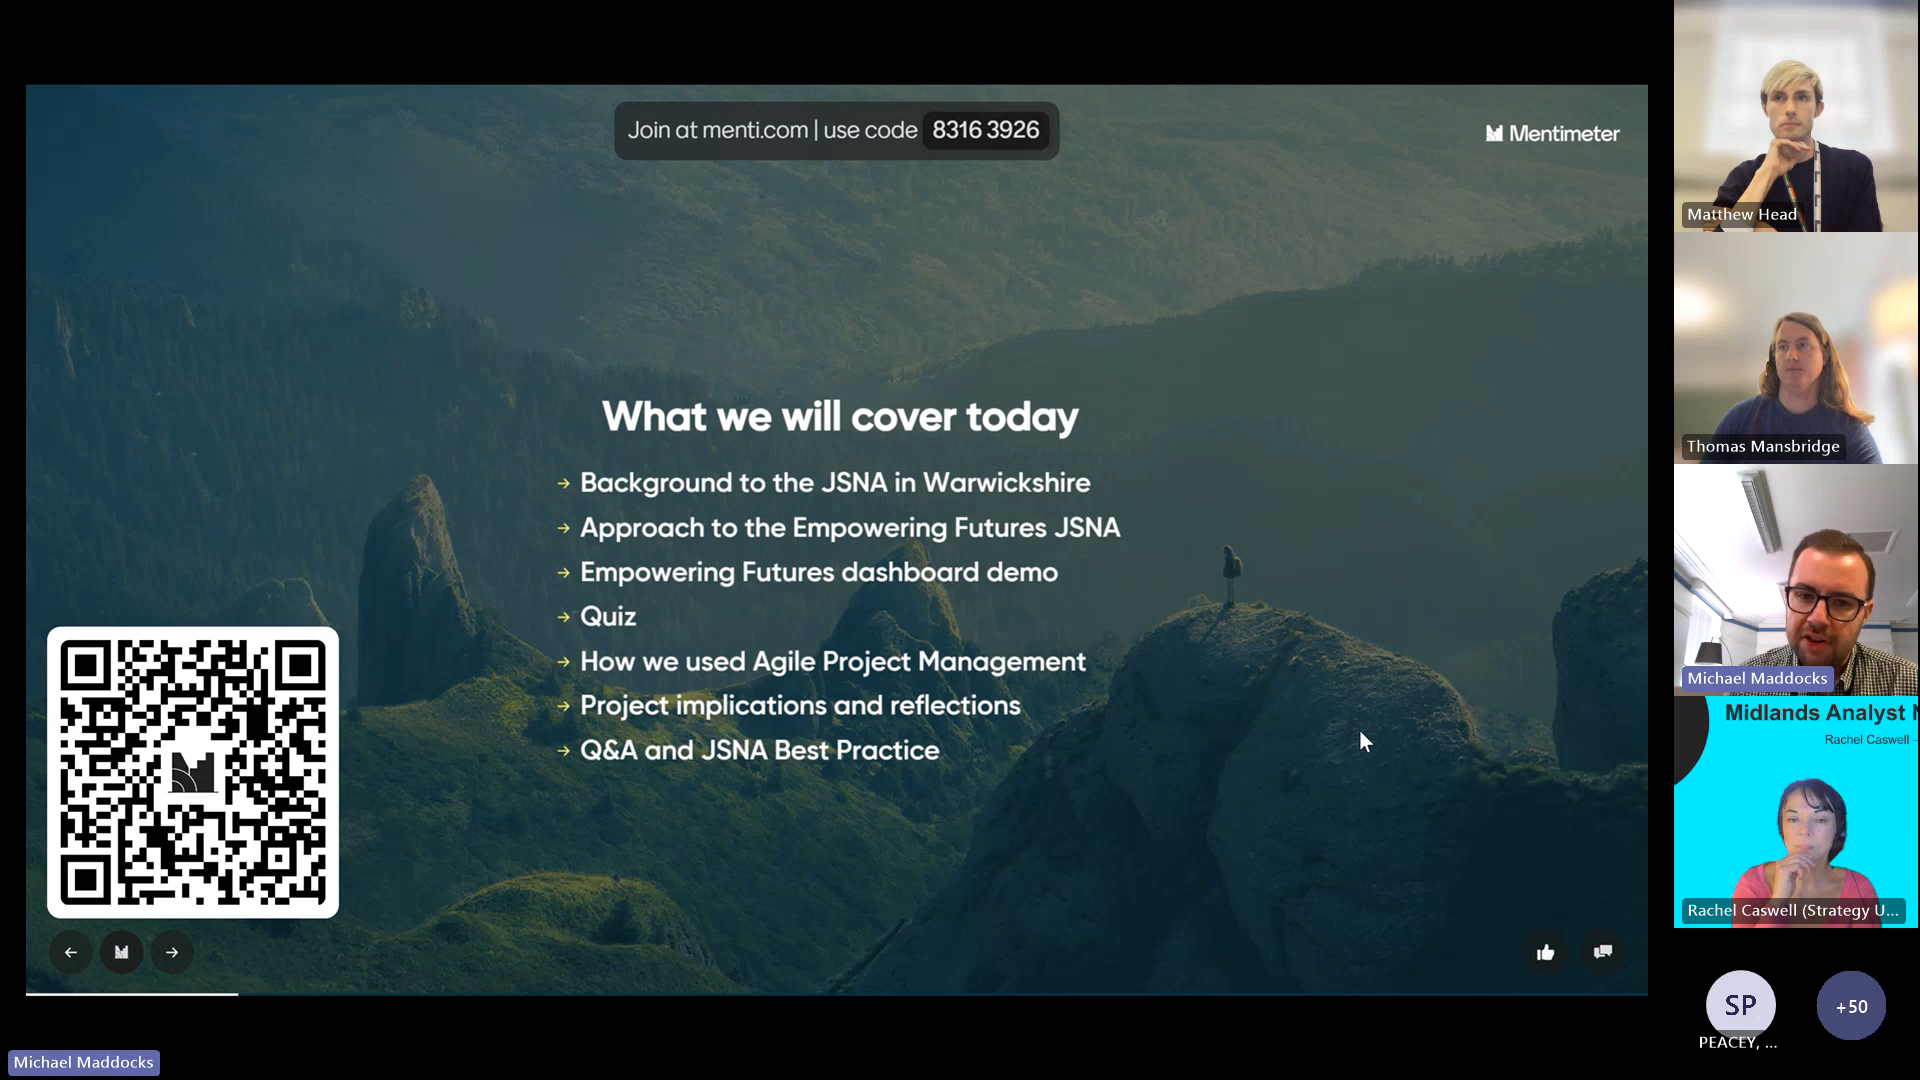 Join at menti.com | use code 8316 3926
Mentimeter
What we will cover today
→ Background to the JSNA in Warwickshire
→ Approach to the Empowering Futures JSNA
→ Empowering Futures dashboard demo
→ Quiz
→ How we used Agile Project Management
→ Project implications and reflections
→ Q&A and JSNA Best Practice
Michael Maddocks
Matthew Head
Thomas Mansbridge
Michael Maddocks
Midlands Analyst
Rachel Caswell –
Rachel Caswell (Strategy U...
SP
PEACEY, ...
+50